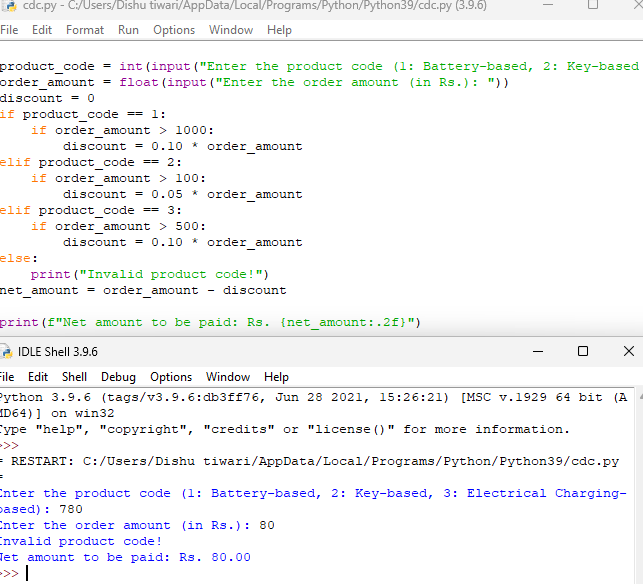 cdc.py - C:/Users/Dishu tiwari/AppData/Local/Programs/Python/Python39/cdc.py (3.9.6)
File Edit Format Run Options Window Help
product_code = int(input("Enter the product code (1: Battery-based, 2: Key-based
order_amount = float(input("Enter the order amount (in Rs.): "))
discount = 0
if product_code == 1:
    if order_amount > 1000:
        discount = 0.10 * order_amount
elif product_code == 2:
    if order_amount > 100:
        discount = 0.05 * order_amount
elif product_code == 3:
    if order_amount > 500:
        discount = 0.10 * order_amount
else:
    print("Invalid product code!")
net_amount = order_amount - discount
print(f"Net amount to be paid: Rs. {net_amount:.2f}")
IDLE Shell 3.9.6
File Edit Shell Debug Options Window Help
Python 3.9.6 (tags/v3.9.6:db3ff76, Jun 28 2021, 15:26:21) [MSC v.1929 64 bit (A
MD64)] on win32
Type "help", "copyright", "credits" or "license()" for more information.
>>>
= RESTART: C:/Users/Dishu tiwari/AppData/Local/Programs/Python/Python39/cdc.py
=
Enter the product code (1: Battery-based, 2: Key-based, 3: Electrical Charging-
based): 780
Enter the order amount (in Rs.): 80
Invalid product code!
Net amount to be paid: Rs. 80.00
>>>